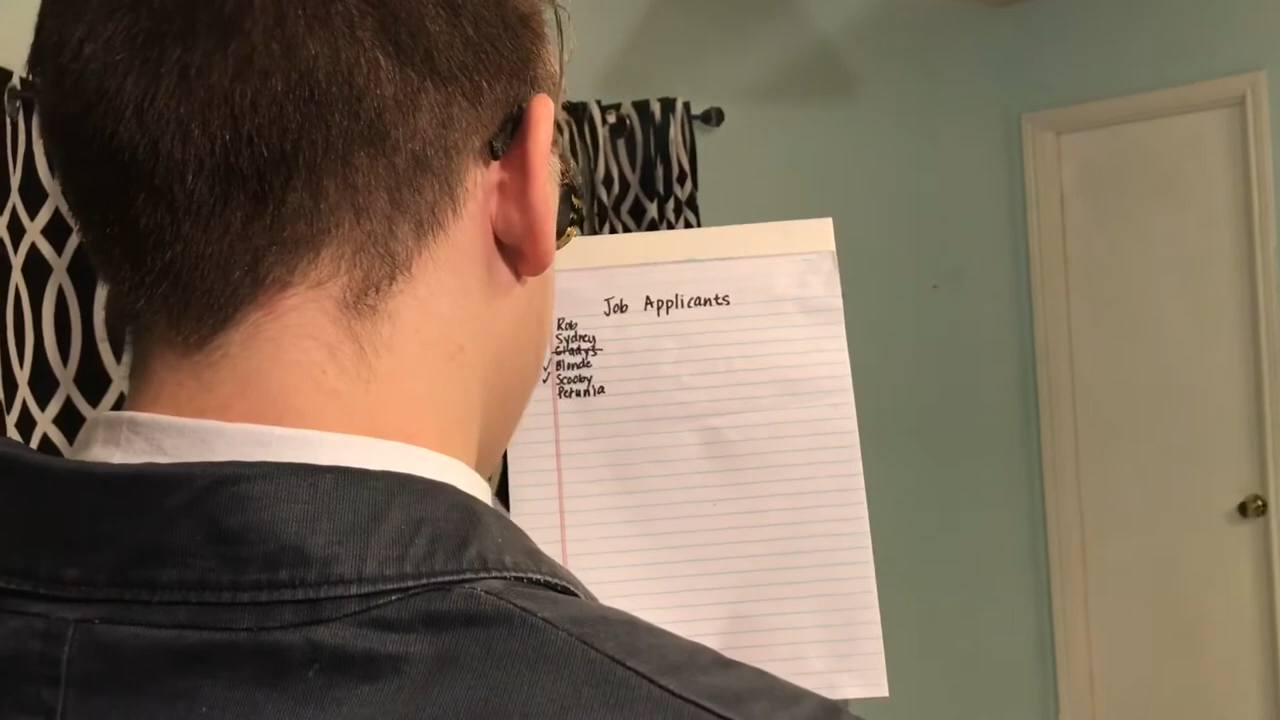 Job Applicants
Rob
Sydney
Gladys
✓ Blonde
✓ Scooby
Petunia